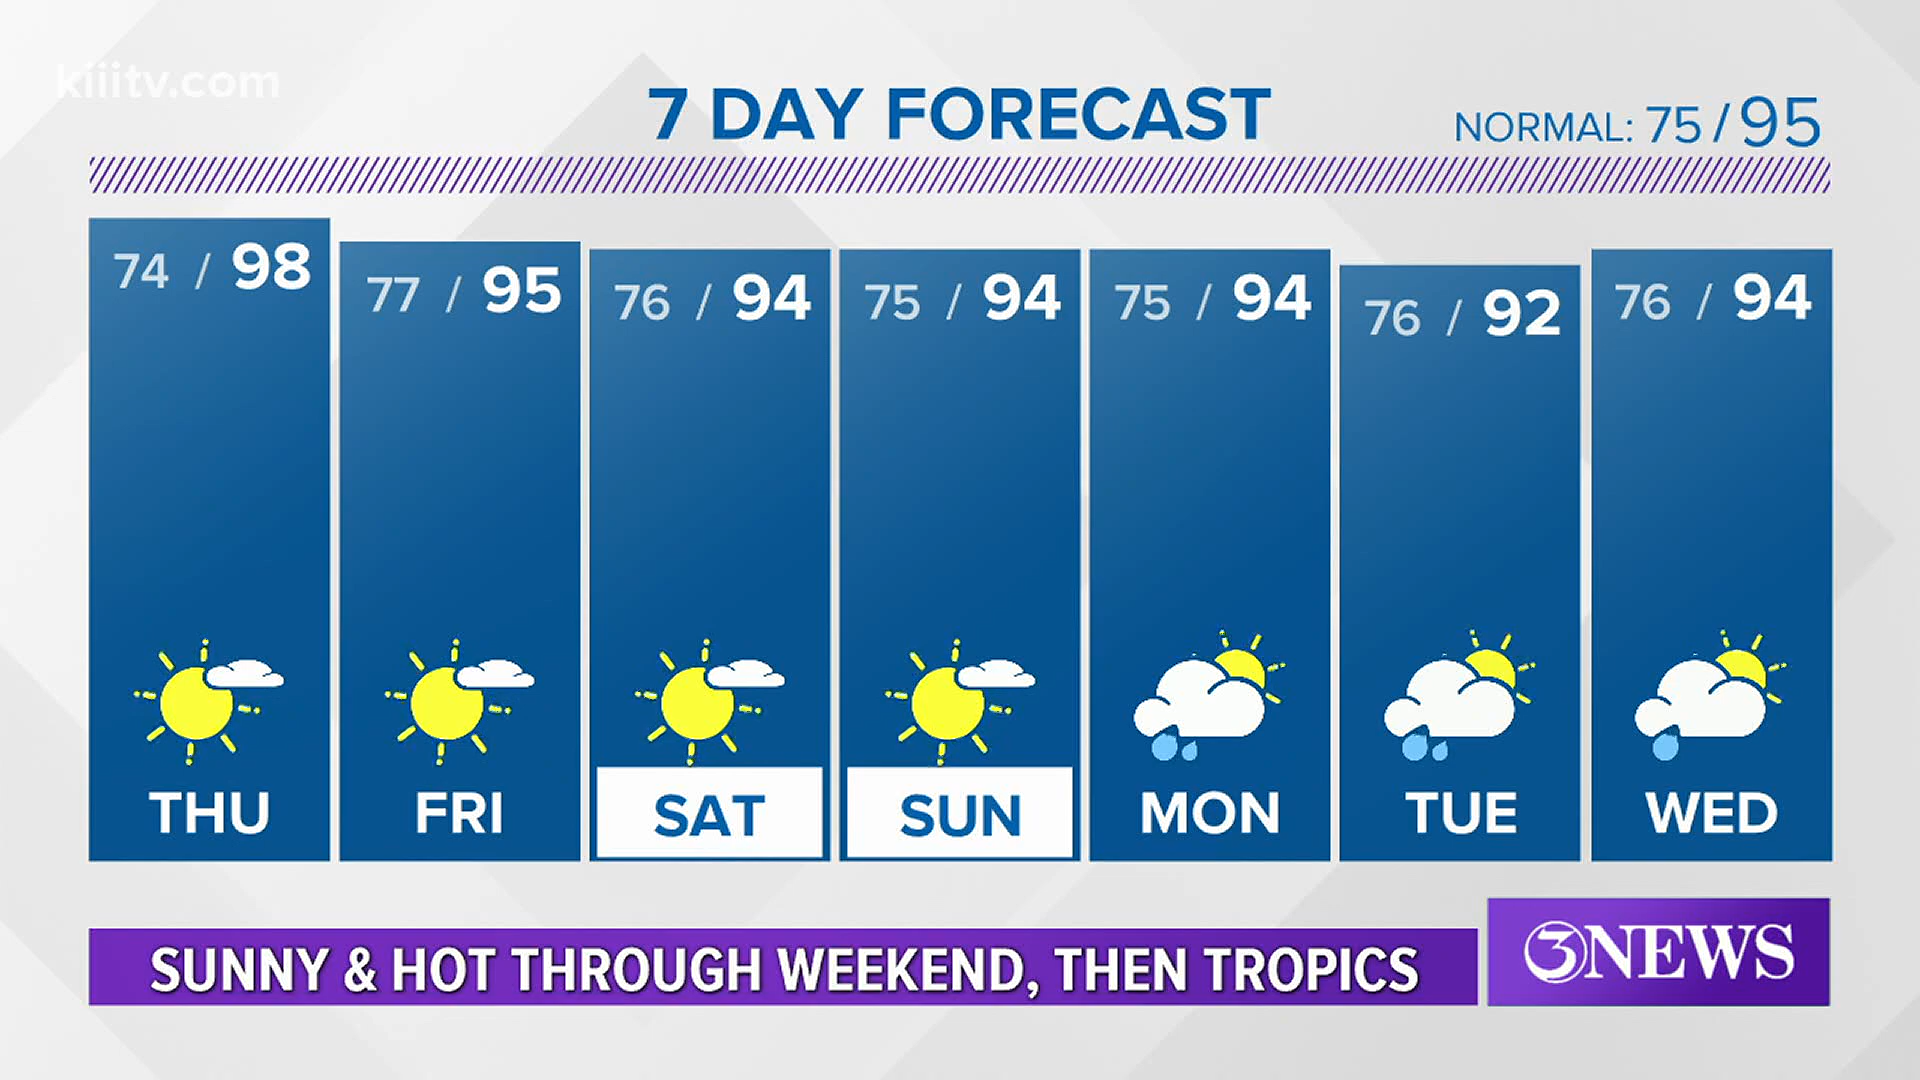 kiiitv.com
7 DAY FORECAST
NORMAL: 75 / 95
74 / 98
77 / 95
76 / 94
75 / 94
75 / 94
76 / 92
76 / 94
THU
FRI
SAT
SUN
MON
TUE
WED
SUNNY & HOT THROUGH WEEKEND, THEN TROPICS
3NEWS